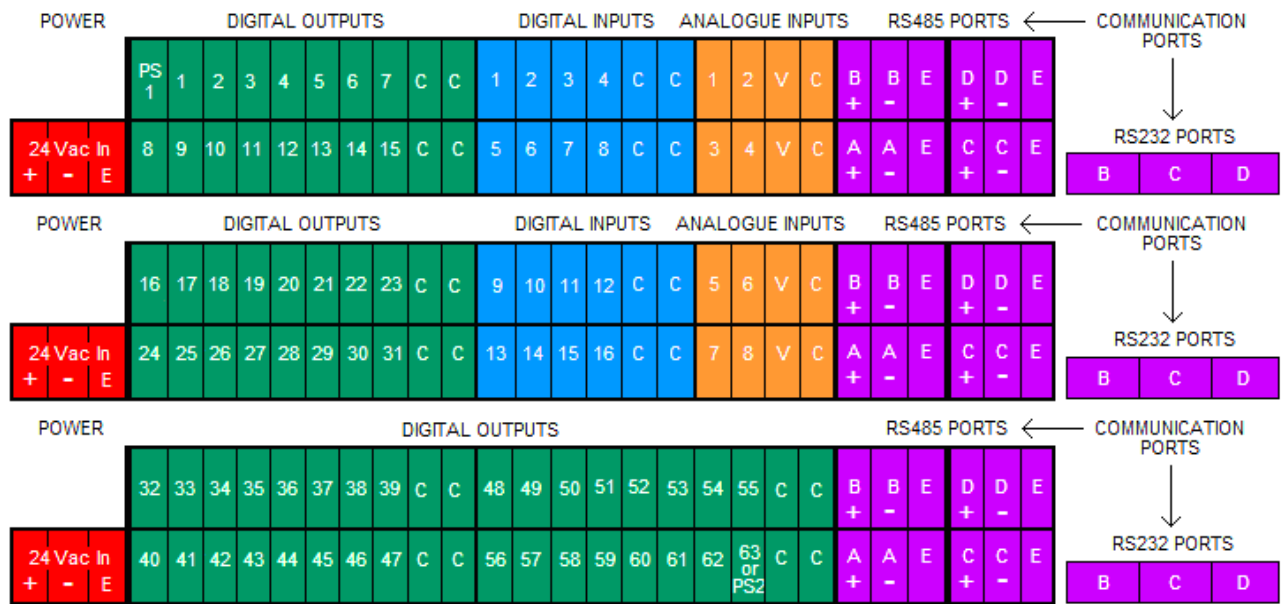 POWER DIGITAL OUTPUTS DIGITAL INPUTS ANALOGUE INPUTS RS485 PORTS COMMUNICATION
PORTS
PS 1 1 2 3 4 5 6 7 C C 1 2 3 4 C C 1 2 V C B + B - E D + D - E
RS232 PORTS
24 Vac In 8 9 10 11 12 13 14 15 C C 5 6 7 8 C C 3 4 V C A + A - E C + C - E
+ - E B C D
POWER DIGITAL OUTPUTS DIGITAL INPUTS ANALOGUE INPUTS RS485 PORTS COMMUNICATION
PORTS
16 17 18 19 20 21 22 23 C C 9 10 11 12 C C 5 6 V C B + B - E D + D - E
RS232 PORTS
24 Vac In 24 25 26 27 28 29 30 31 C C 13 14 15 16 C C 7 8 V C A + A - E C + C - E
+ - E B C D
POWER DIGITAL OUTPUTS RS485 PORTS COMMUNICATION
PORTS
32 33 34 35 36 37 38 39 C C 48 49 50 51 52 53 54 55 C C B + B - E D + D - E
RS232 PORTS
24 Vac In 40 41 42 43 44 45 46 47 C C 56 57 58 59 60 61 62 63 or PS2 C C A + A - E C + C - E
+ - E B C D